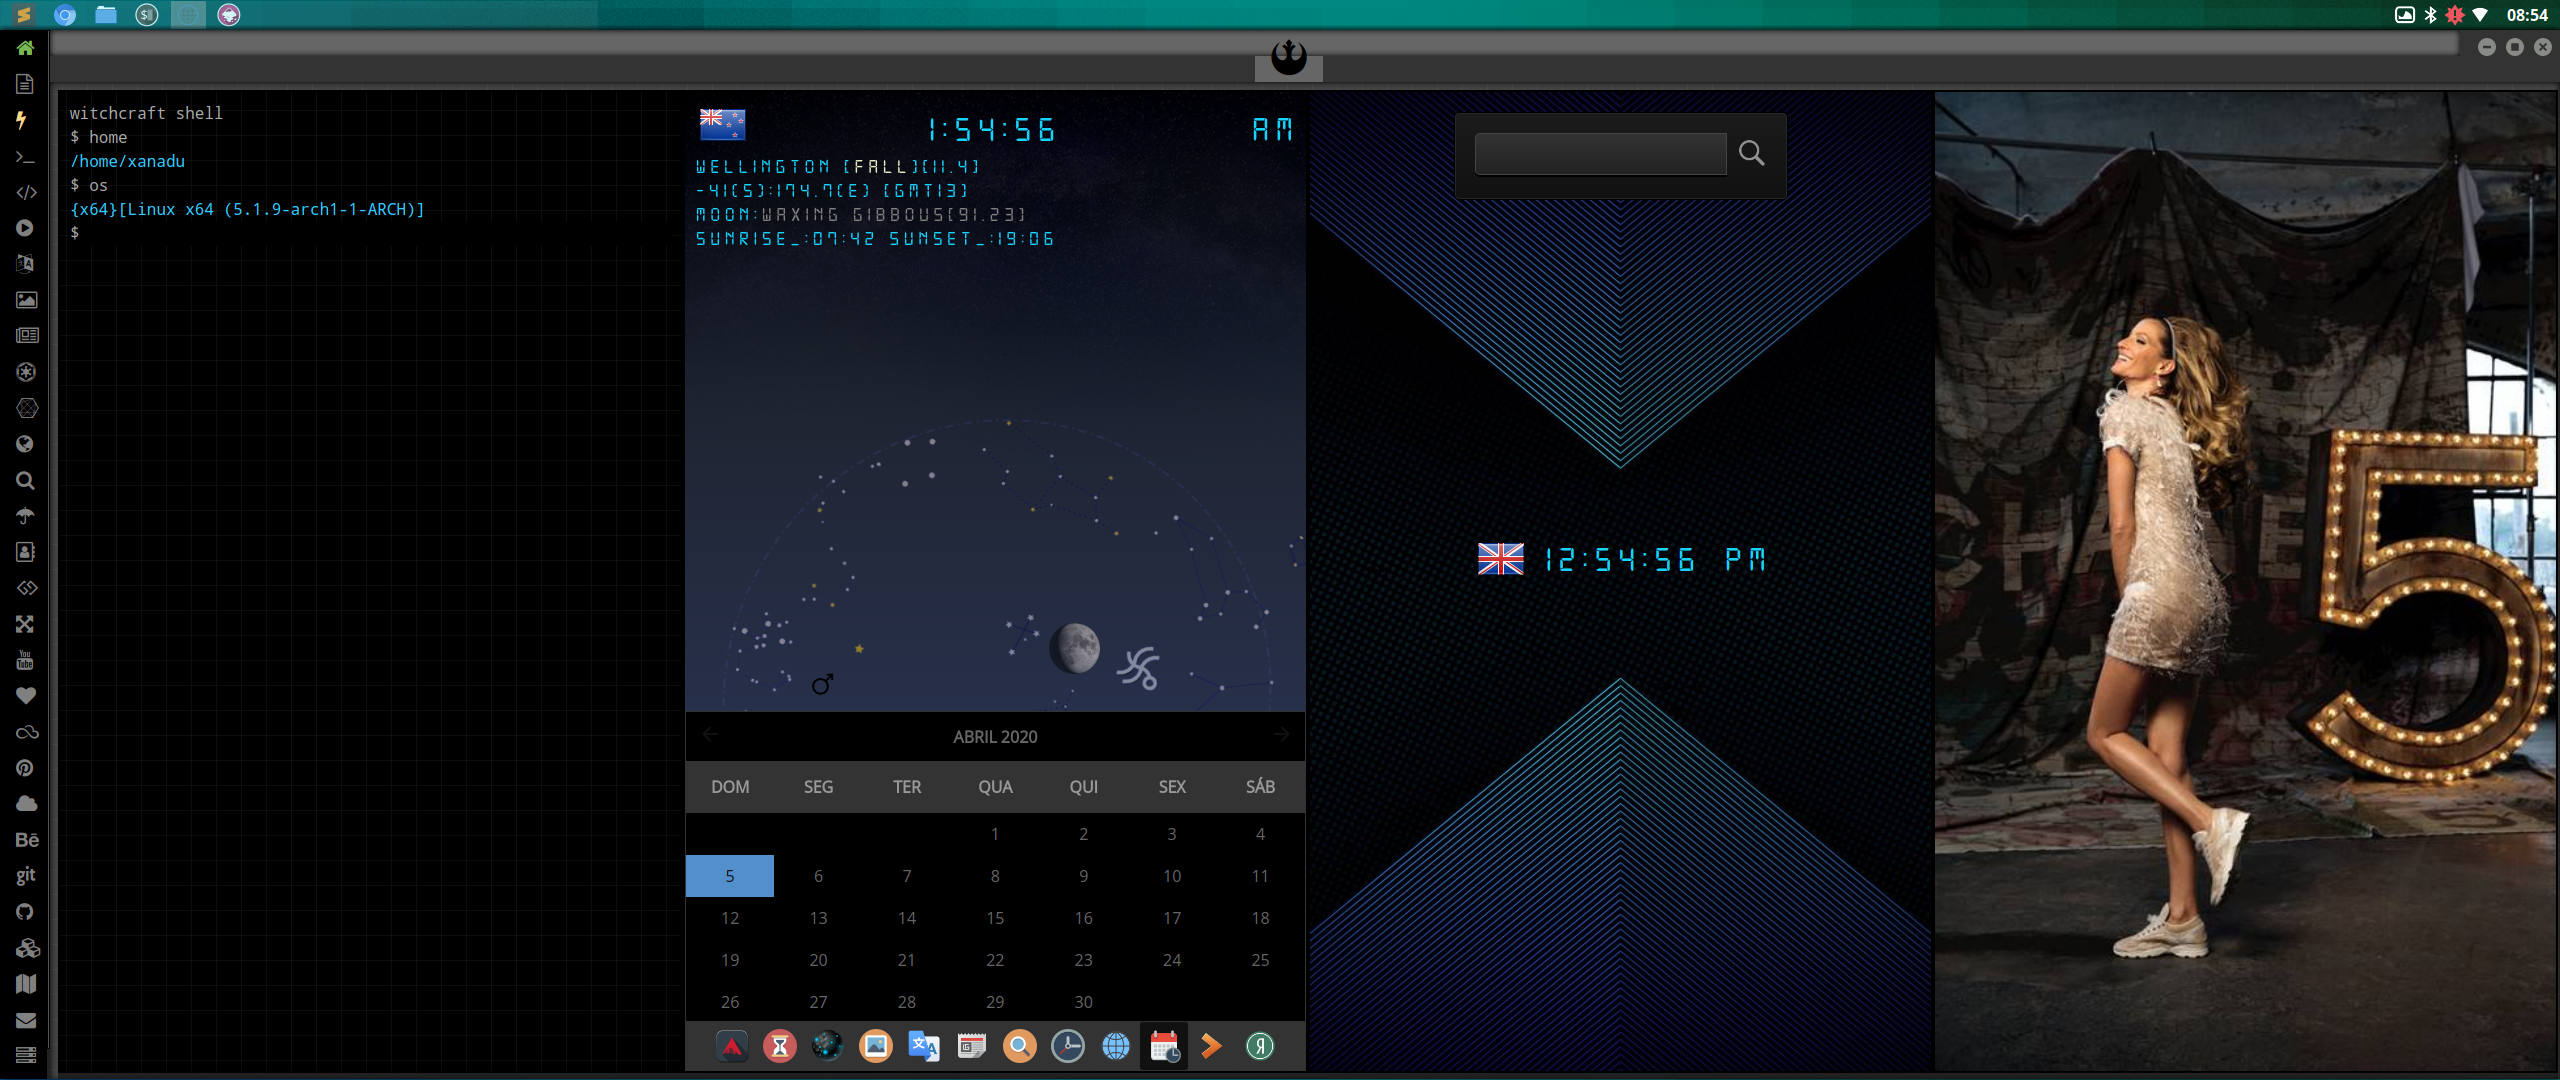 08:54
witchcraft shell
$ home
/home/xanadu
$ os
{x64}[Linux x64 (5.1.9-arch1-1-ARCH)]
$
1:54:56 AM
WELLINGTON [FALL][11.4]
-41(S):174.7(E) [GMT13]
MOON:WAXING GIBBOUS[91.23]
SUNRISE_:07:42 SUNSET_:19:06
ABRIL 2020
DOM SEG TER QUA QUI SEX SÁB
1 2 3 4
5 6 7 8 9 10 11
12 13 14 15 16 17 18
19 20 21 22 23 24 25
26 27 28 29 30
12:54:56 PM
5
You
Tube
Bē
git